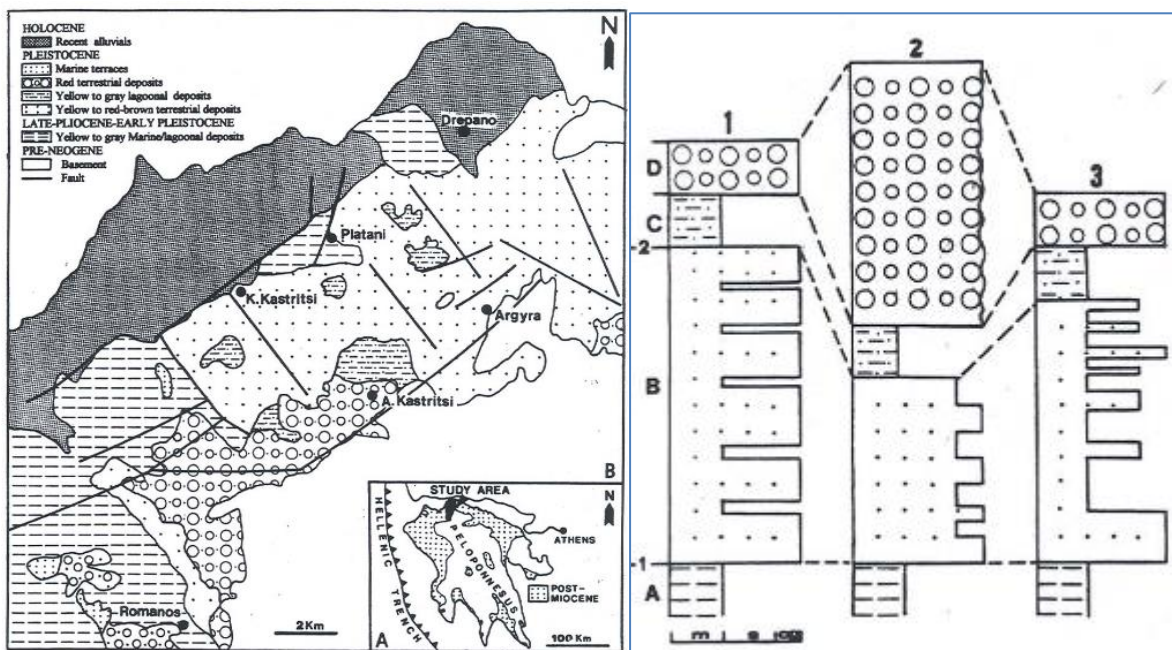 HOLOCENE
Recent alluvials
PLEISTOCENE
Marine terraces
Red terrestrial deposits
Yellow to gray lagoonal deposits
Yellow to red-brown terrestrial deposits
LATE-PLIOCENE-EARLY PLEISTOCENE
Yellow to gray Marine/lagoonal deposits
PRE-NEOGENE
Basement
Fault
N
Drepano
Platani
K.Kastritsi
Argyra
A.Kastritsi
Romanos
2Km
B
STUDY AREA
N
HELLENIC TRENCH
PELOPONNESUS
ATHENS
POST-
MIOCENE
A
100 Km
1
2
3
D
C
2
B
1
A
m
s
cg